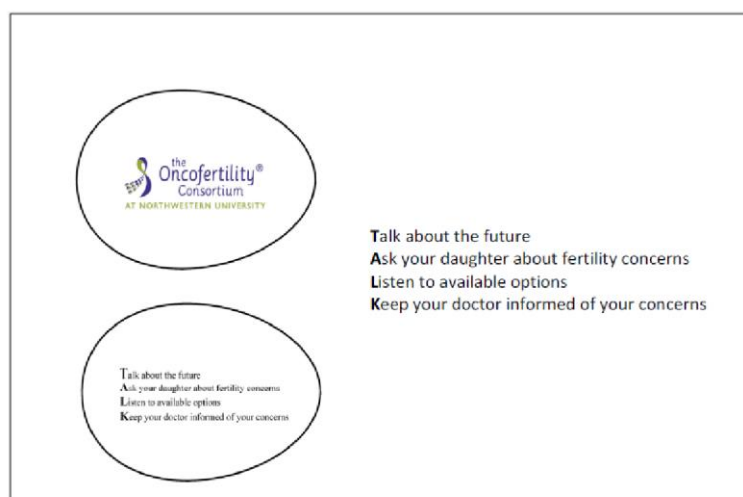 the
Oncofertility®
Consortium
AT NORTHWESTERN UNIVERSITY
Talk about the future
Ask your daughter about fertility concerns
Listen to available options
Keep your doctor informed of your concerns
Talk about the future
Ask your daughter about fertility concerns
Listen to available options
Keep your doctor informed of your concerns